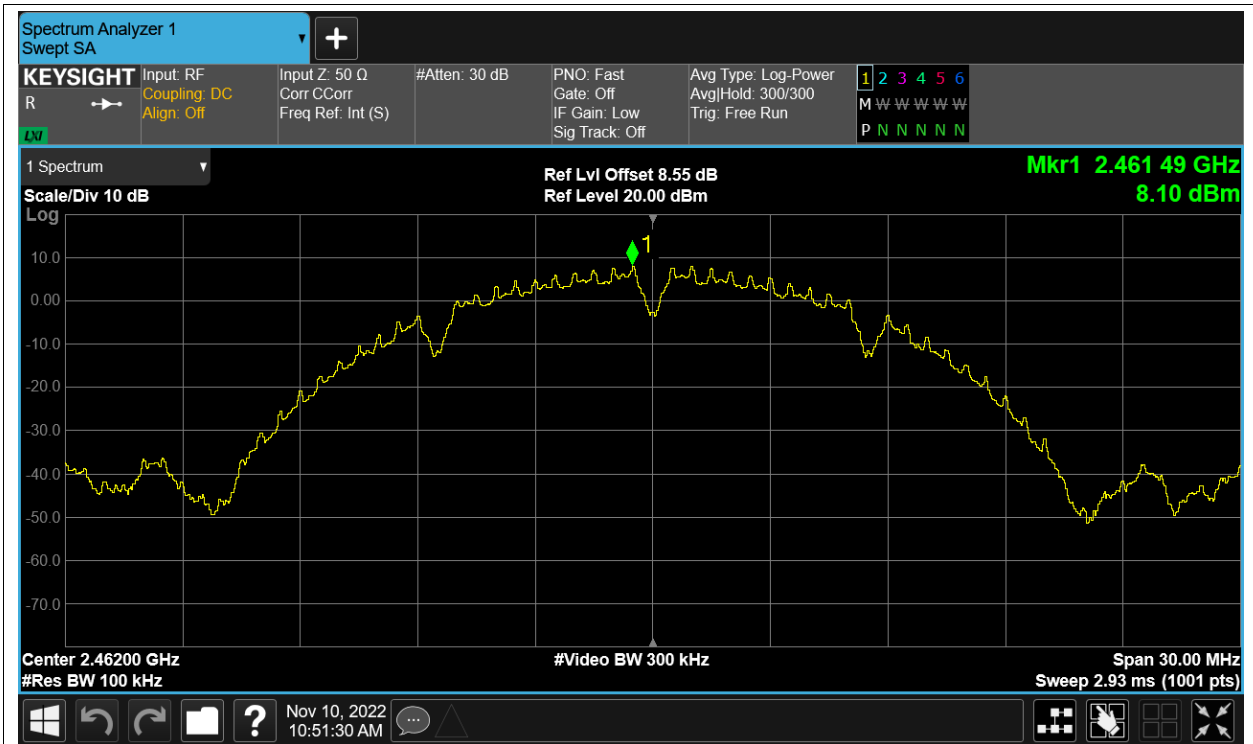 Spectrum Analyzer 1
Swept SA
KEYSIGHT
R
LXI
Input: RF
Coupling: DC
Align: Off
Input Z: 50 Ω
Corr CCorr
Freq Ref: Int (S)
#Atten: 30 dB
PNO: Fast
Gate: Off
IF Gain: Low
Sig Track: Off
Avg Type: Log-Power
Avg|Hold: 300/300
Trig: Free Run
1 2 3 4 5 6
M W W W W W
P N N N N N
1 Spectrum
Scale/Div 10 dB
Log
Ref Lvl Offset 8.55 dB
Ref Level 20.00 dBm
Mkr1 2.461 49 GHz
8.10 dBm
1
10.0
0.00
-10.0
-20.0
-30.0
-40.0
-50.0
-60.0
-70.0
Center 2.46200 GHz
#Res BW 100 kHz
#Video BW 300 kHz
Span 30.00 MHz
Sweep 2.93 ms (1001 pts)
?
Nov 10, 2022
10:51:30 AM